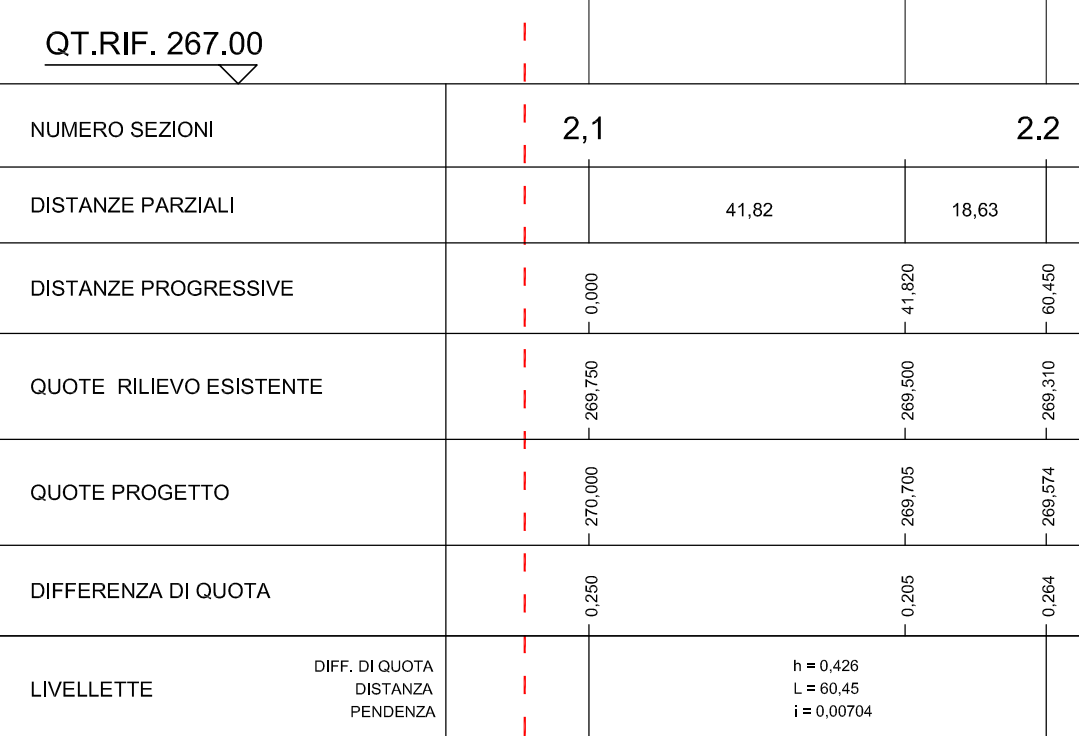 QT.RIF. 267.00
NUMERO SEZIONI 2,1 2.2
DISTANZE PARZIALI 41,82 18,63
DISTANZE PROGRESSIVE 0,000 41,820 60,450
QUOTE RILIEVO ESISTENTE 269,750 269,500 269,310
QUOTE PROGETTO 270,000 269,705 269,574
DIFFERENZA DI QUOTA 0,250 0,205 0,264
LIVELLETTE
DIFF. DI QUOTA h = 0,426
DISTANZA L = 60,45
PENDENZA i = 0,00704